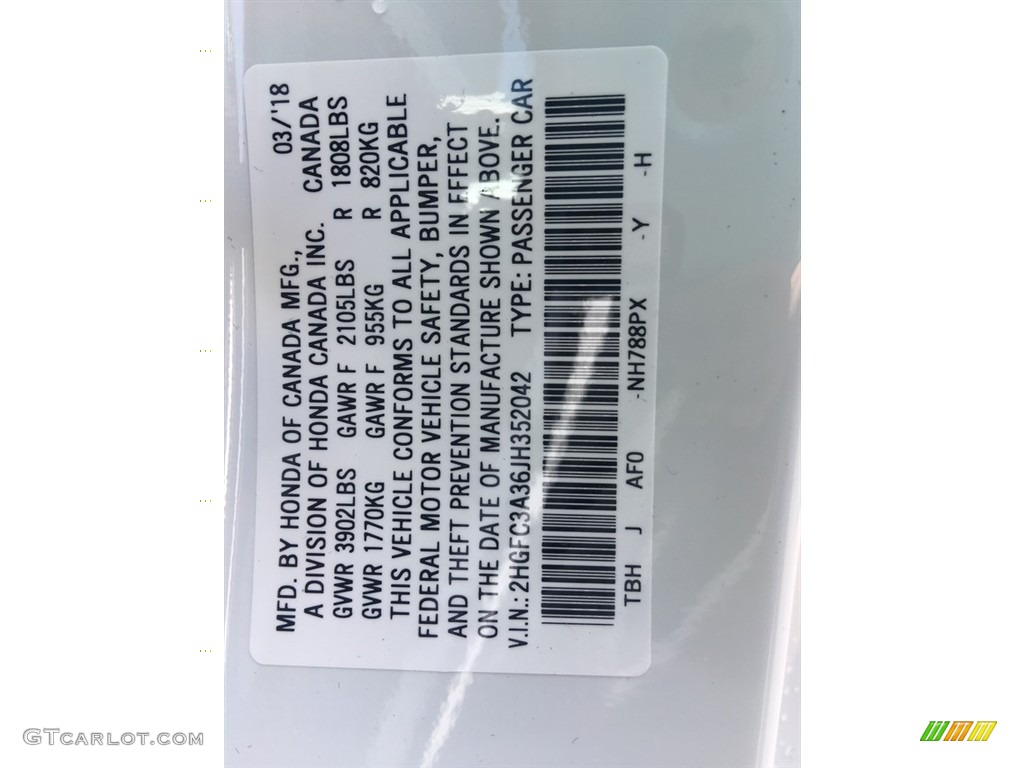 MFD. BY HONDA OF CANADA MFG., 03/'18
A DIVISION OF HONDA CANADA INC. CANADA
GVWR 3902LBS GAWR F 2105LBS R 1808LBS
GVWR 1770KG GAWR F 955KG R 820KG
THIS VEHICLE CONFORMS TO ALL APPLICABLE
FEDERAL MOTOR VEHICLE SAFETY, BUMPER,
AND THEFT PREVENTION STANDARDS IN EFFECT
ON THE DATE OF MANUFACTURE SHOWN ABOVE.
V.I.N.: 2HGFC3A36JH352042 TYPE: PASSENGER CAR
TBH J AF0 -NH788PX -Y -H
GTCARLOT.COM